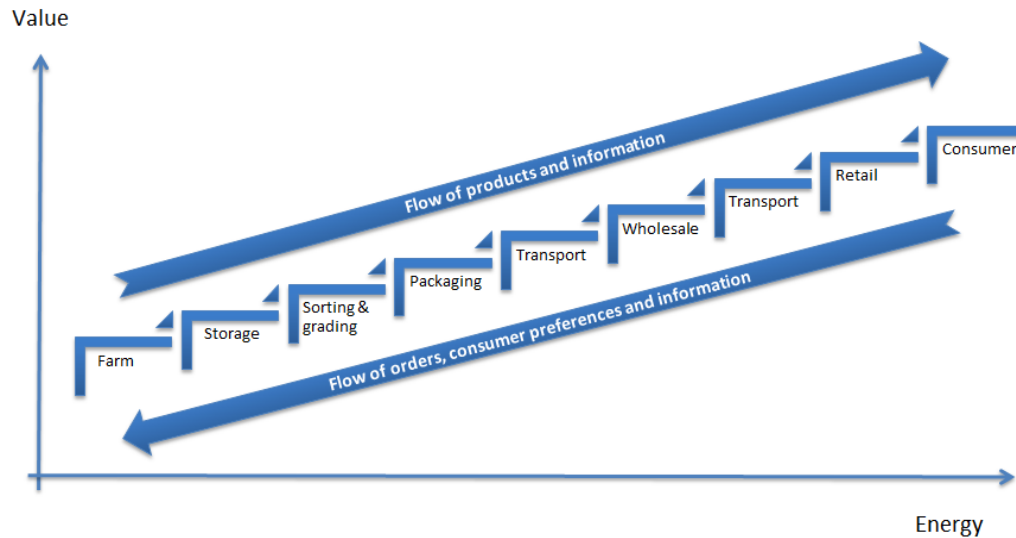 Value
Flow of products and information
Consumer
Retail
Transport
Wholesale
Transport
Packaging
Sorting &
grading
Storage
Farm
Flow of orders, consumer preferences and information
Energy